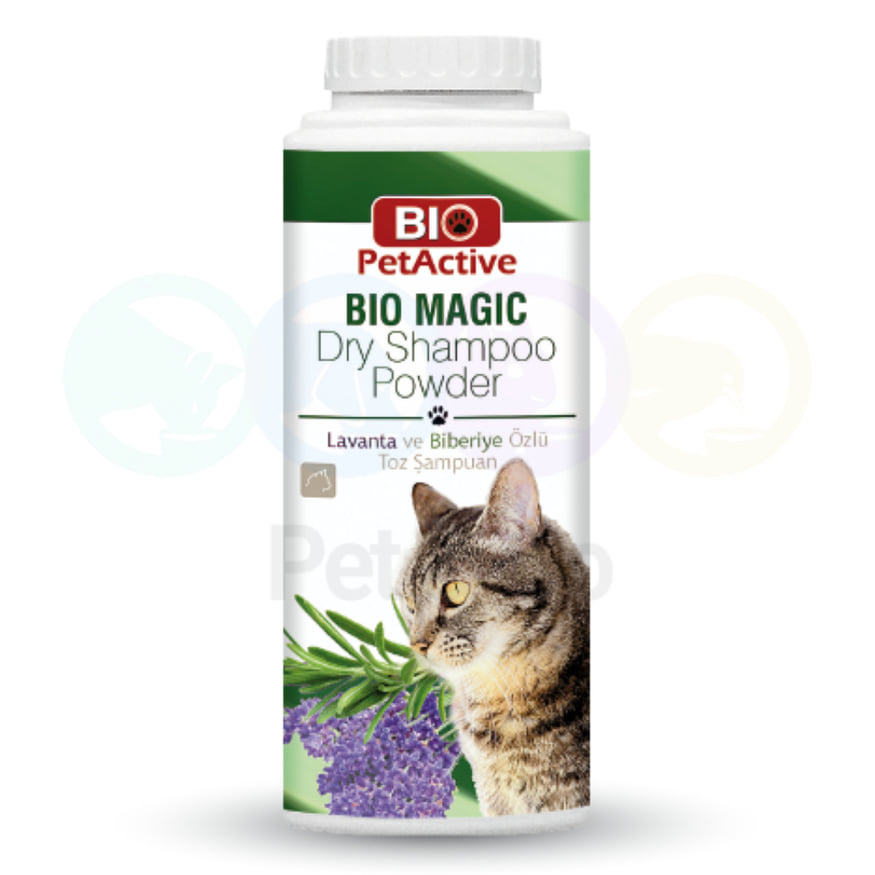 BIO
PetActive
BIO MAGIC
Dry Shampoo
Powder
Lavanta ve Biberiye Özlü
Toz Şampuan